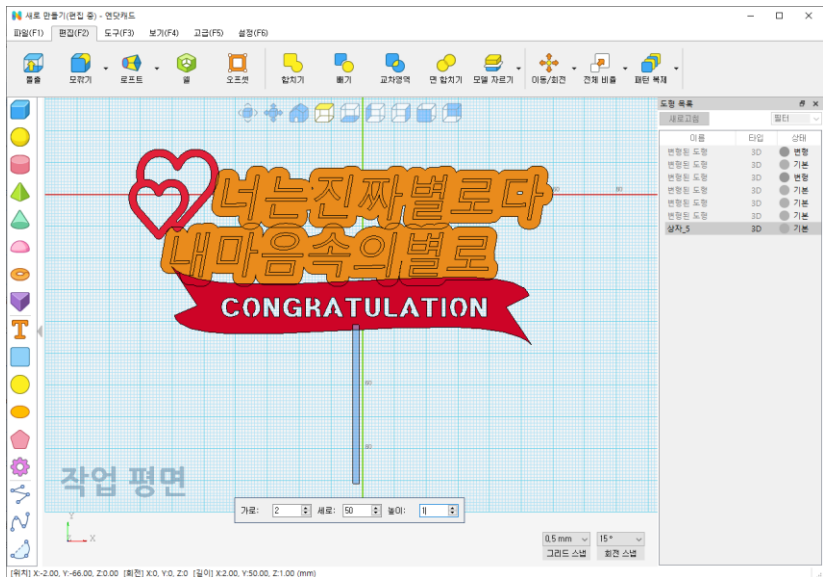 새로 만들기(편집 중) - 엔닷캐드
파일(F1) 편집(F2) 도구(F3) 보기(F4) 고급(F5) 설정(F6)
돌출 모깎기 로프트 쉘 오프셋 합치기 빼기 교차영역 면 합치기 모델 자르기 이동/회전 전체 비율 패턴 복제
도형 목록
새로고침 필터
이름 타입 상태
변형된 도형 3D 변형
변형된 도형 3D 기본
변형된 도형 3D 변형
변형된 도형 3D 기본
변형된 도형 3D 기본
변형된 도형 3D 기본
상자_5 3D 기본
너는진짜별로다
80
내마음속의별로
CONGRATULATION
60
80
T
작업 평면
Y
X
가로: 2 세로: 50 높이: 1
0.5 mm 15°
그리드 스냅 회전 스냅
[위치] X:-2.00, Y:-66.00, Z:0.00 [회전] X:0, Y:0, Z:0 [길이] X:2.00, Y:50.00, Z:1.00 (mm)